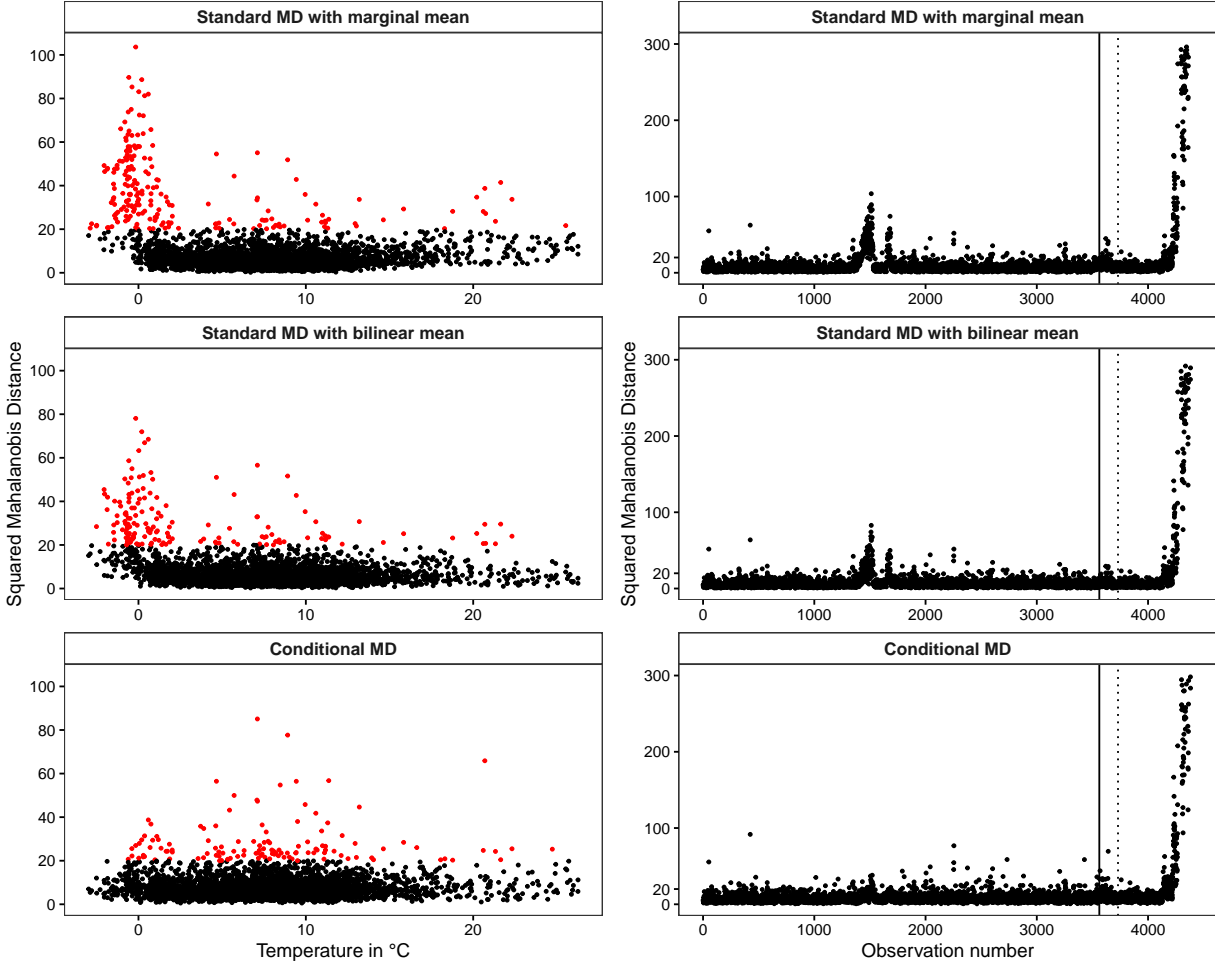 Standard MD with marginal mean
100
80
60
40
20
0
0 10 20
Standard MD with bilinear mean
100
80
60
40
20
0
0 10 20
Conditional MD
100
80
60
40
20
0
0 10 20
Squared Mahalanobis Distance
Temperature in °C
Standard MD with marginal mean
300
200
100
20
0
0 1000 2000 3000 4000
Standard MD with bilinear mean
300
200
100
20
0
0 1000 2000 3000 4000
Conditional MD
300
200
100
20
0
0 1000 2000 3000 4000
Squared Mahalanobis Distance
Observation number